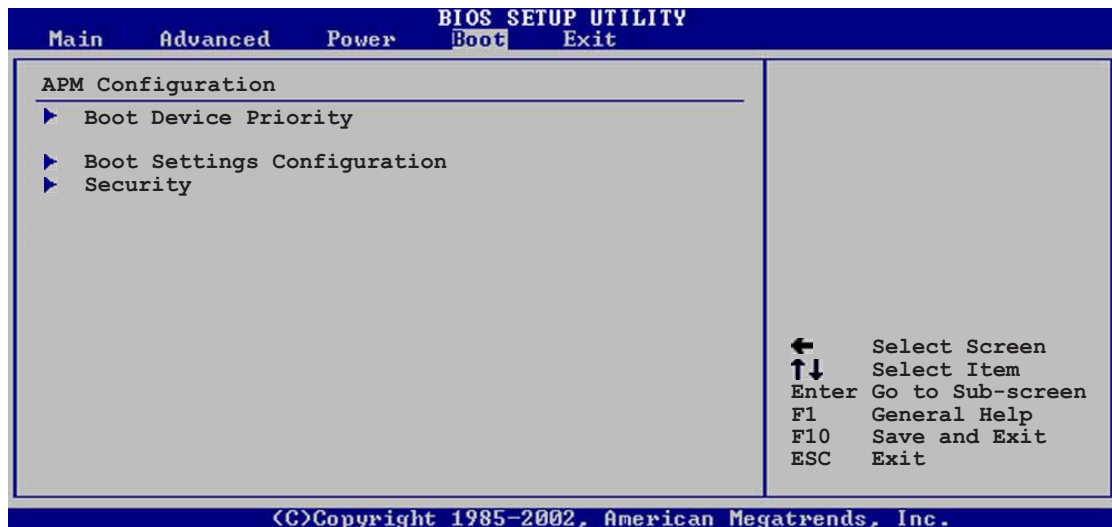 BIOS SETUP UTILITY
Main Advanced Power Boot Exit
APM Configuration
Boot Device Priority
Boot Settings Configuration
Security
← Select Screen
↑↓ Select Item
Enter Go to Sub-screen
F1 General Help
F10 Save and Exit
ESC Exit
(C)Copyright 1985-2002, American Megatrends, Inc.